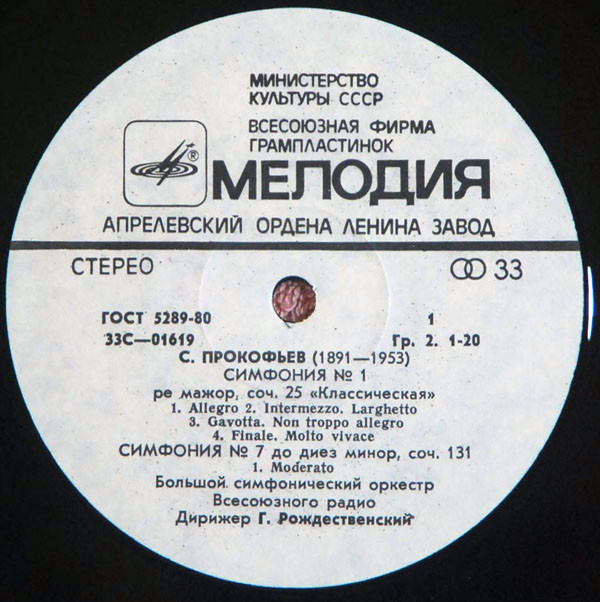 МИНИСТЕРСТВО
КУЛЬТУРЫ СССР
ВСЕСОЮЗНАЯ ФИРМА
ГРАМПЛАСТИНОК
®
МЕЛОДИЯ
АПРЕЛЕВСКИЙ ОРДЕНА ЛЕНИНА ЗАВОД
СТЕРЕО 33
ГОСТ 5289-80 1
33С—01619 Гр. 2. 1-20
С. ПРОКОФЬЕВ (1891—1953)
СИМФОНИЯ № 1
ре мажор, соч. 25 «Классическая»
1. Allegro 2. Intermezzo. Larghetto
3. Gavotta. Non troppo allegro
4. Finale. Molto vivace
СИМФОНИЯ № 7 до диез минор, соч. 131
1. Moderato
Большой симфонический оркестр
Всесоюзного радио
Дирижер Г. Рождественский